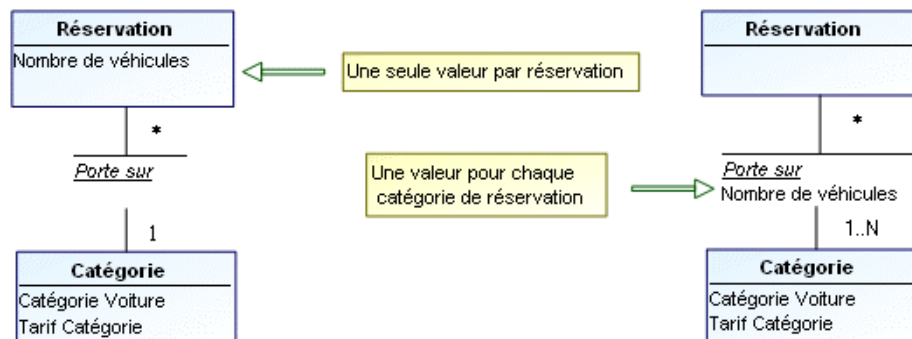 Réservation
Nombre de véhicules
*
Porte sur
1
Catégorie
Catégorie Voiture
Tarif Catégorie
Une seule valeur par réservation
Une valeur pour chaque
catégorie de réservation
Réservation
*
Porte sur
Nombre de véhicules
1..N
Catégorie
Catégorie Voiture
Tarif Catégorie